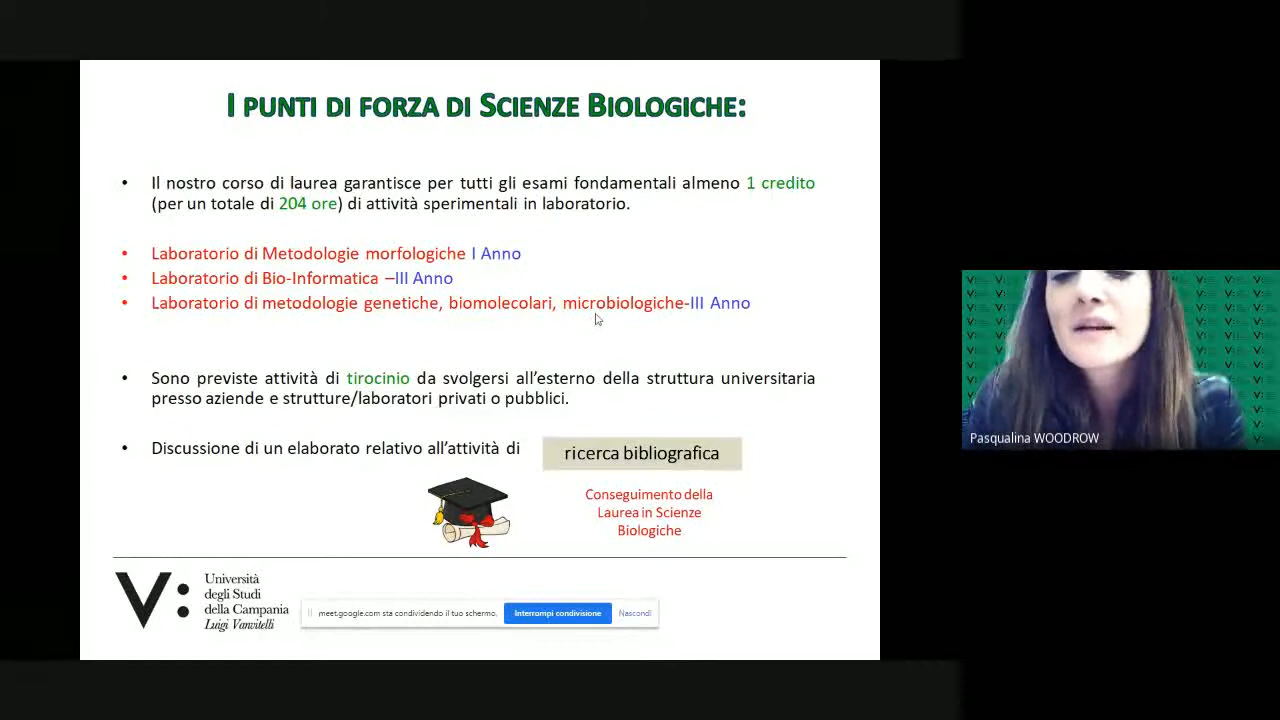 I PUNTI DI FORZA DI SCIENZE BIOLOGICHE:
• Il nostro corso di laurea garantisce per tutti gli esami fondamentali almeno 1 credito
(per un totale di 204 ore) di attività sperimentali in laboratorio.
• Laboratorio di Metodologie morfologiche I Anno
• Laboratorio di Bio-Informatica –III Anno
• Laboratorio di metodologie genetiche, biomolecolari, microbiologiche-III Anno
• Sono previste attività di tirocinio da svolgersi all'esterno della struttura universitaria
presso aziende e strutture/laboratori privati o pubblici.
• Discussione di un elaborato relativo all'attività di ricerca bibliografica
Conseguimento della
Laurea in Scienze
Biologiche
V:
Università
degli Studi
della Campania
Luigi Vanvitelli
meet.google.com sta condividendo il tuo schermo.
Interrompi condivisione
Nascondi
Pasqualina WOODROW